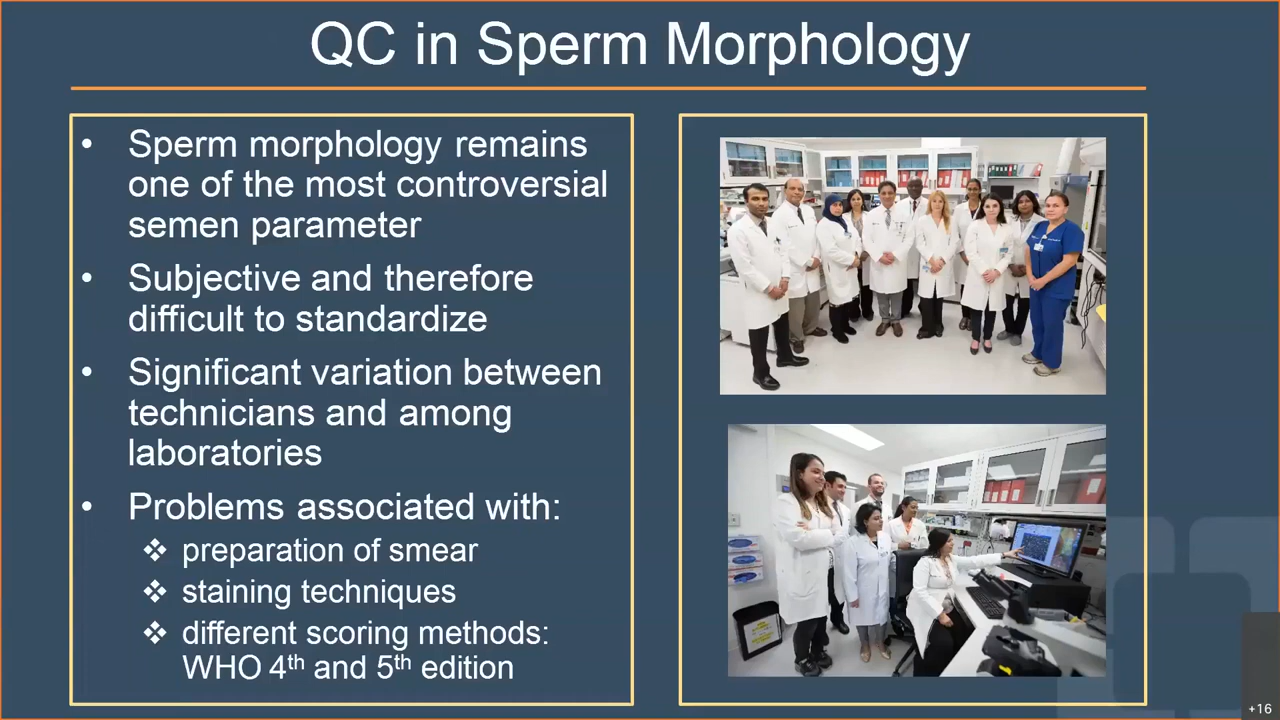 QC in Sperm Morphology
• Sperm morphology remains
one of the most controversial
semen parameter
• Subjective and therefore
difficult to standardize
• Significant variation between
technicians and among
laboratories
• Problems associated with:
❖ preparation of smear
❖ staining techniques
❖ different scoring methods:
WHO 4th and 5th edition
+16